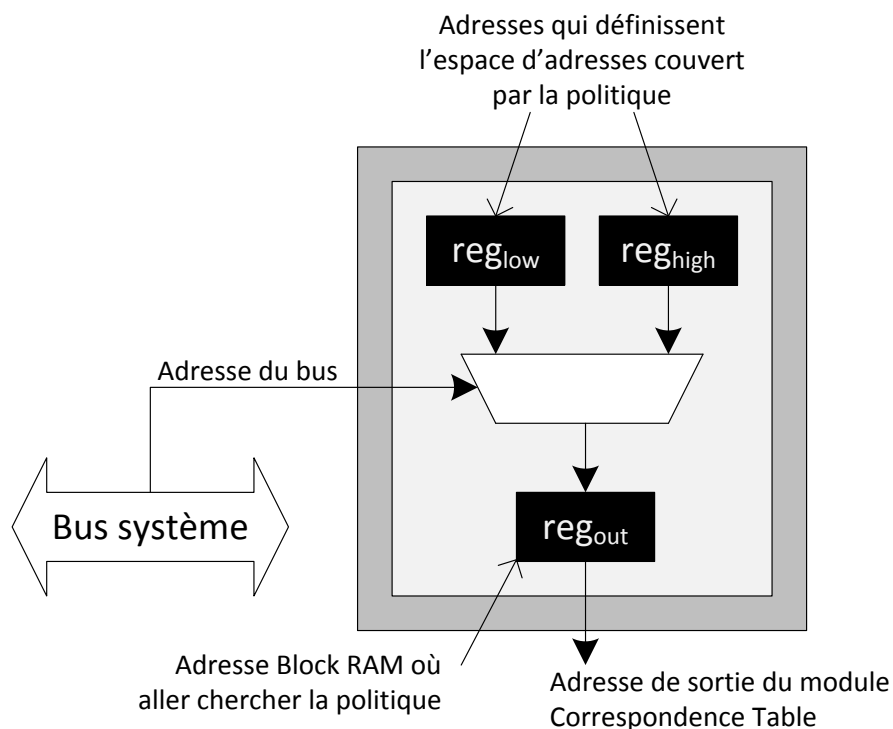 Adresses qui définissent
l'espace d'adresses couvert
par la politique
reglow
reghigh
Adresse du bus
Bus système
regout
Adresse Block RAM où
aller chercher la politique
Adresse de sortie du module
Correspondence Table